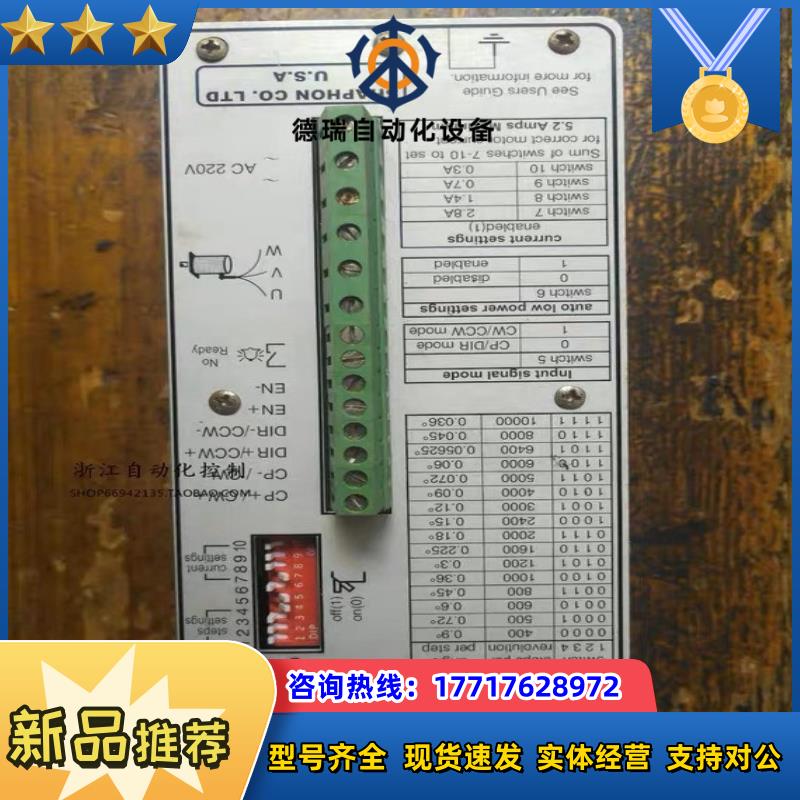 德瑞自动化设备
浙江自动化控制
SHOP66942135.TAOBAO.COM
1 2 3 4 revolution per step
0 0 0 0 400 0.9°
0 0 0 1 500 0.72°
0 0 1 0 600 0.6°
0 0 1 1 800 0.45°
0 1 0 0 1000 0.36°
0 1 0 1 1200 0.3°
0 1 1 0 1600 0.225°
0 1 1 1 2000 0.18°
1 0 0 0 2400 0.15°
1 0 0 1 3000 0.12°
1 0 1 0 4000 0.09°
1 0 1 1 5000 0.072°
1 1 0 0 6000 0.06°
1 1 0 1 6400 0.05625°
1 1 1 0 8000 0.045°
1 1 1 1 10000 0.036°
Input signal mode
switch 5
0 CP/DIR mode
1 CW/CCW mode
auto low power settings
switch 6
0 disabled
1 enabled
current settings
enabled(1)
switch 7 2.8A
switch 8 1.4A
switch 9 0.7A
switch 10 0.3A
Sum of switches 7-10 to set
for correct motor
5.2 Amps
See Users Guide
for more information.
steps
settings
current
settings
2 3 4 5 6 7 8 9 10
on(0)
off(1)
DIP
1 2 3 4 5 6 7 8 9
CP+/CW+
CP-/CW-
DIR+/CCW+
DIR-/CCW-
EN+
EN-
No
Ready
U
V
W
~
AC 220V
~
APHON CO. LTD
U.S.A
咨询热线：17717628972
新品推荐
型号齐全 现货速发 实体经营 支持对公